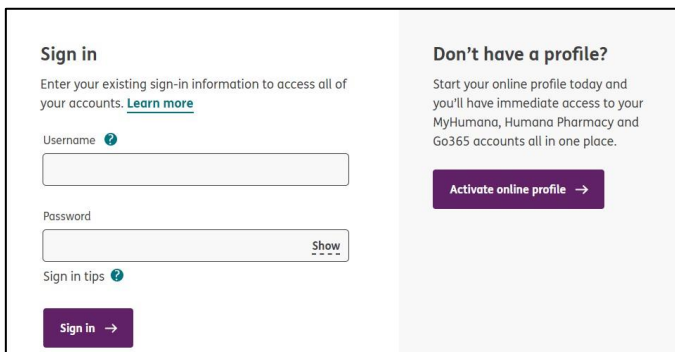 Sign in
Enter your existing sign-in information to access all of
your accounts. Learn more
Username ?
Password
Show
Sign in tips ?
Sign in →
Don’t have a profile?
Start your online profile today and
you’ll have immediate access to your
MyHumana, Humana Pharmacy and
Go365 accounts all in one place.
Activate online profile →